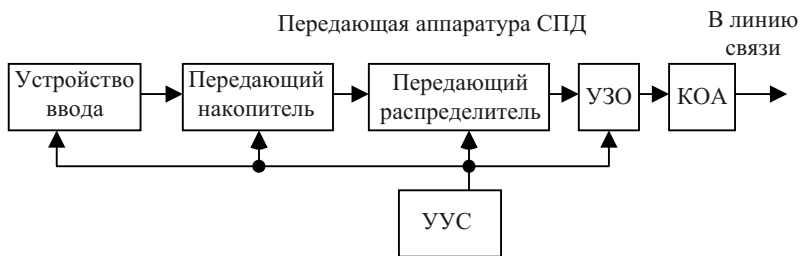 Передающая аппаратура СПД
В линию
связи
Устройство
ввода
Передающий
накопитель
Передающий
распределитель
УЗО
КОА
УУС